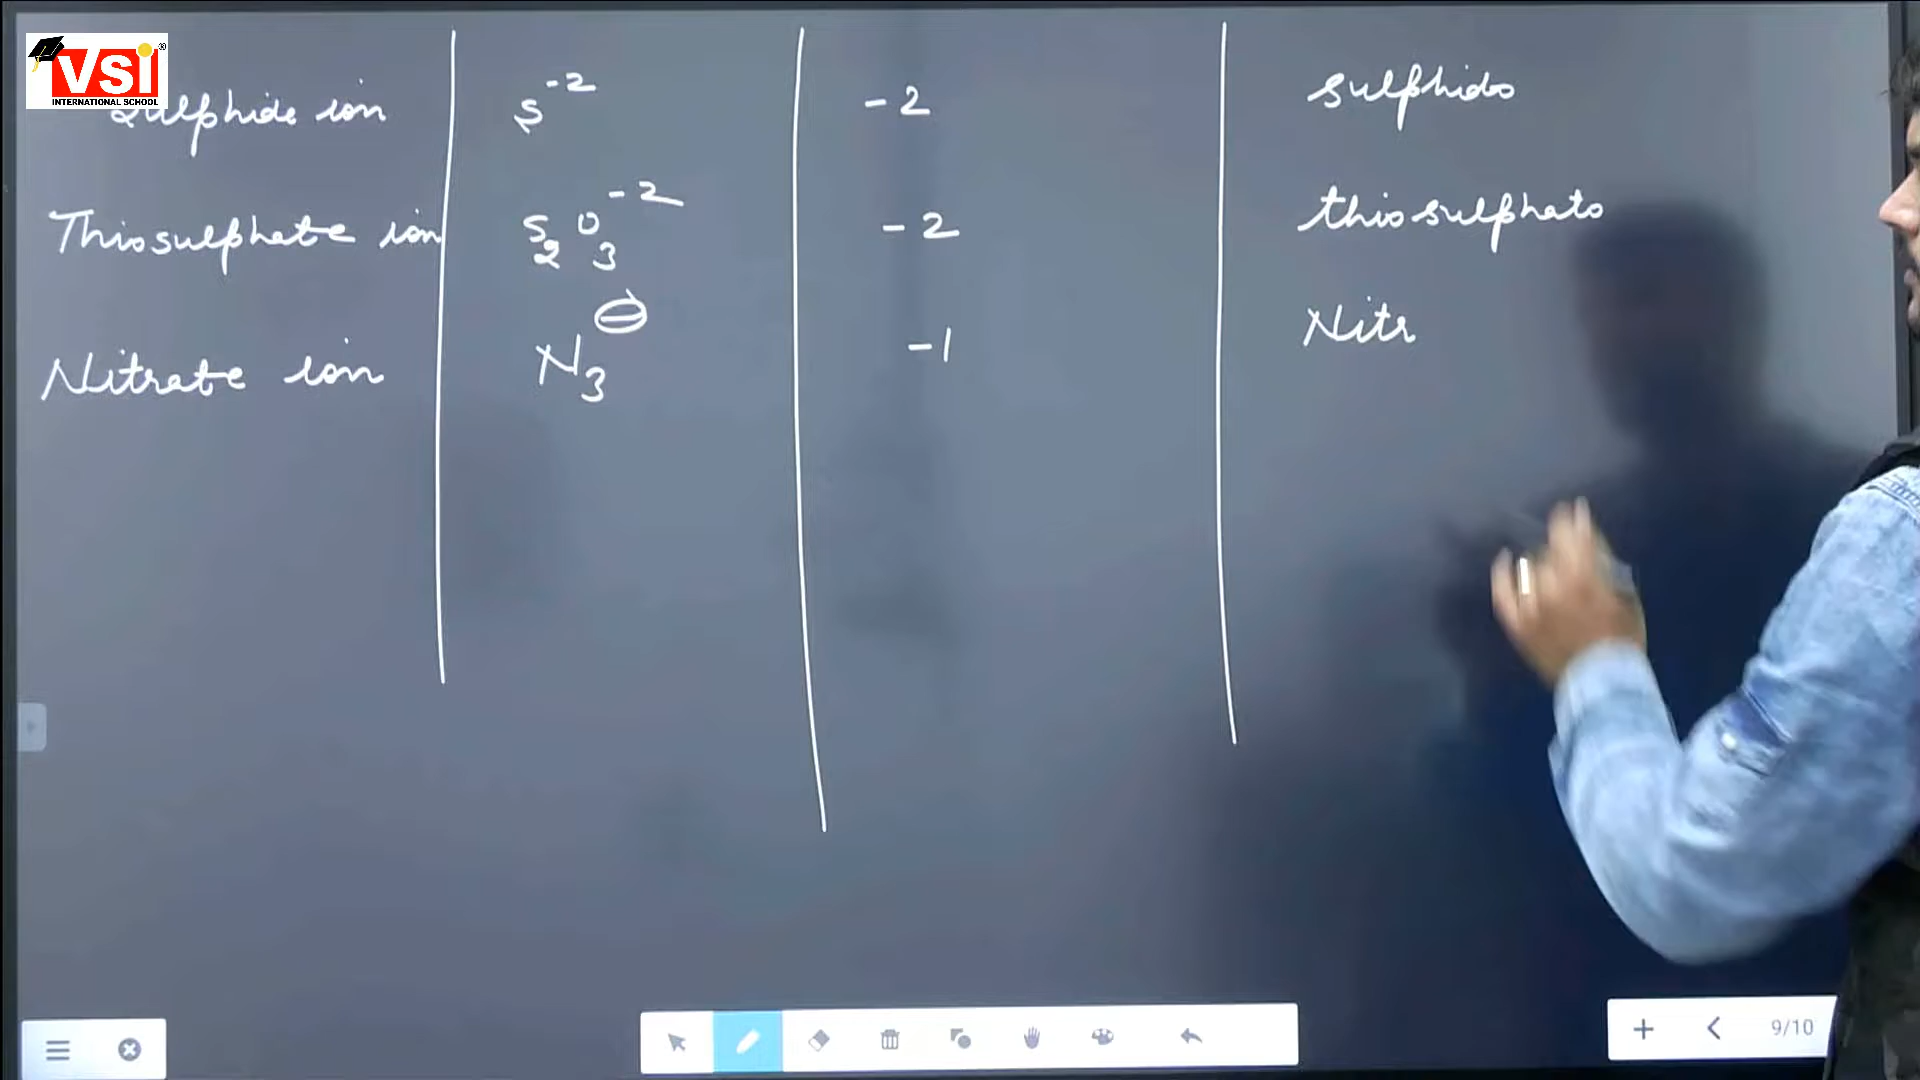 VSI
INTERNATIONAL SCHOOL
Sulphide ion S -2 -2 sulphido
Thiosulphate ion S2O3 -2 -2 thiosulphato
Nitrate ion N3 ⊖ -1 Nitr
9/10